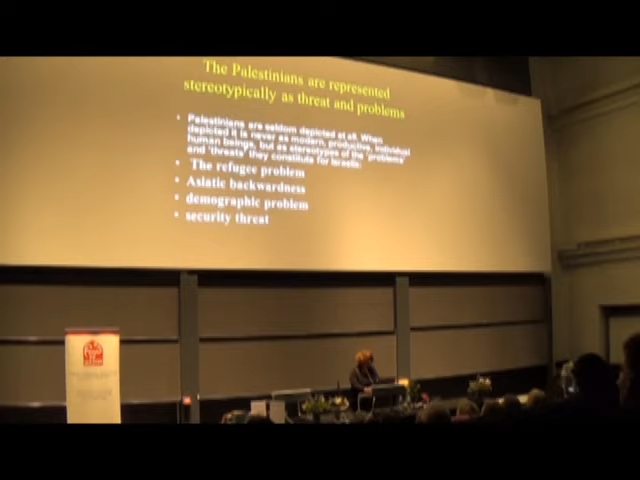 The Palestinians are represented
stereotypically as threat and problems
• Palestinians are seldom depicted at all. When
depicted it is never as modern, productive, individual
human beings, but as stereotypes of the 'problems'
and 'threats' they constitute for Israelis:
• The refugee problem
• Asiatic backwardness
• demographic problem
• security threat